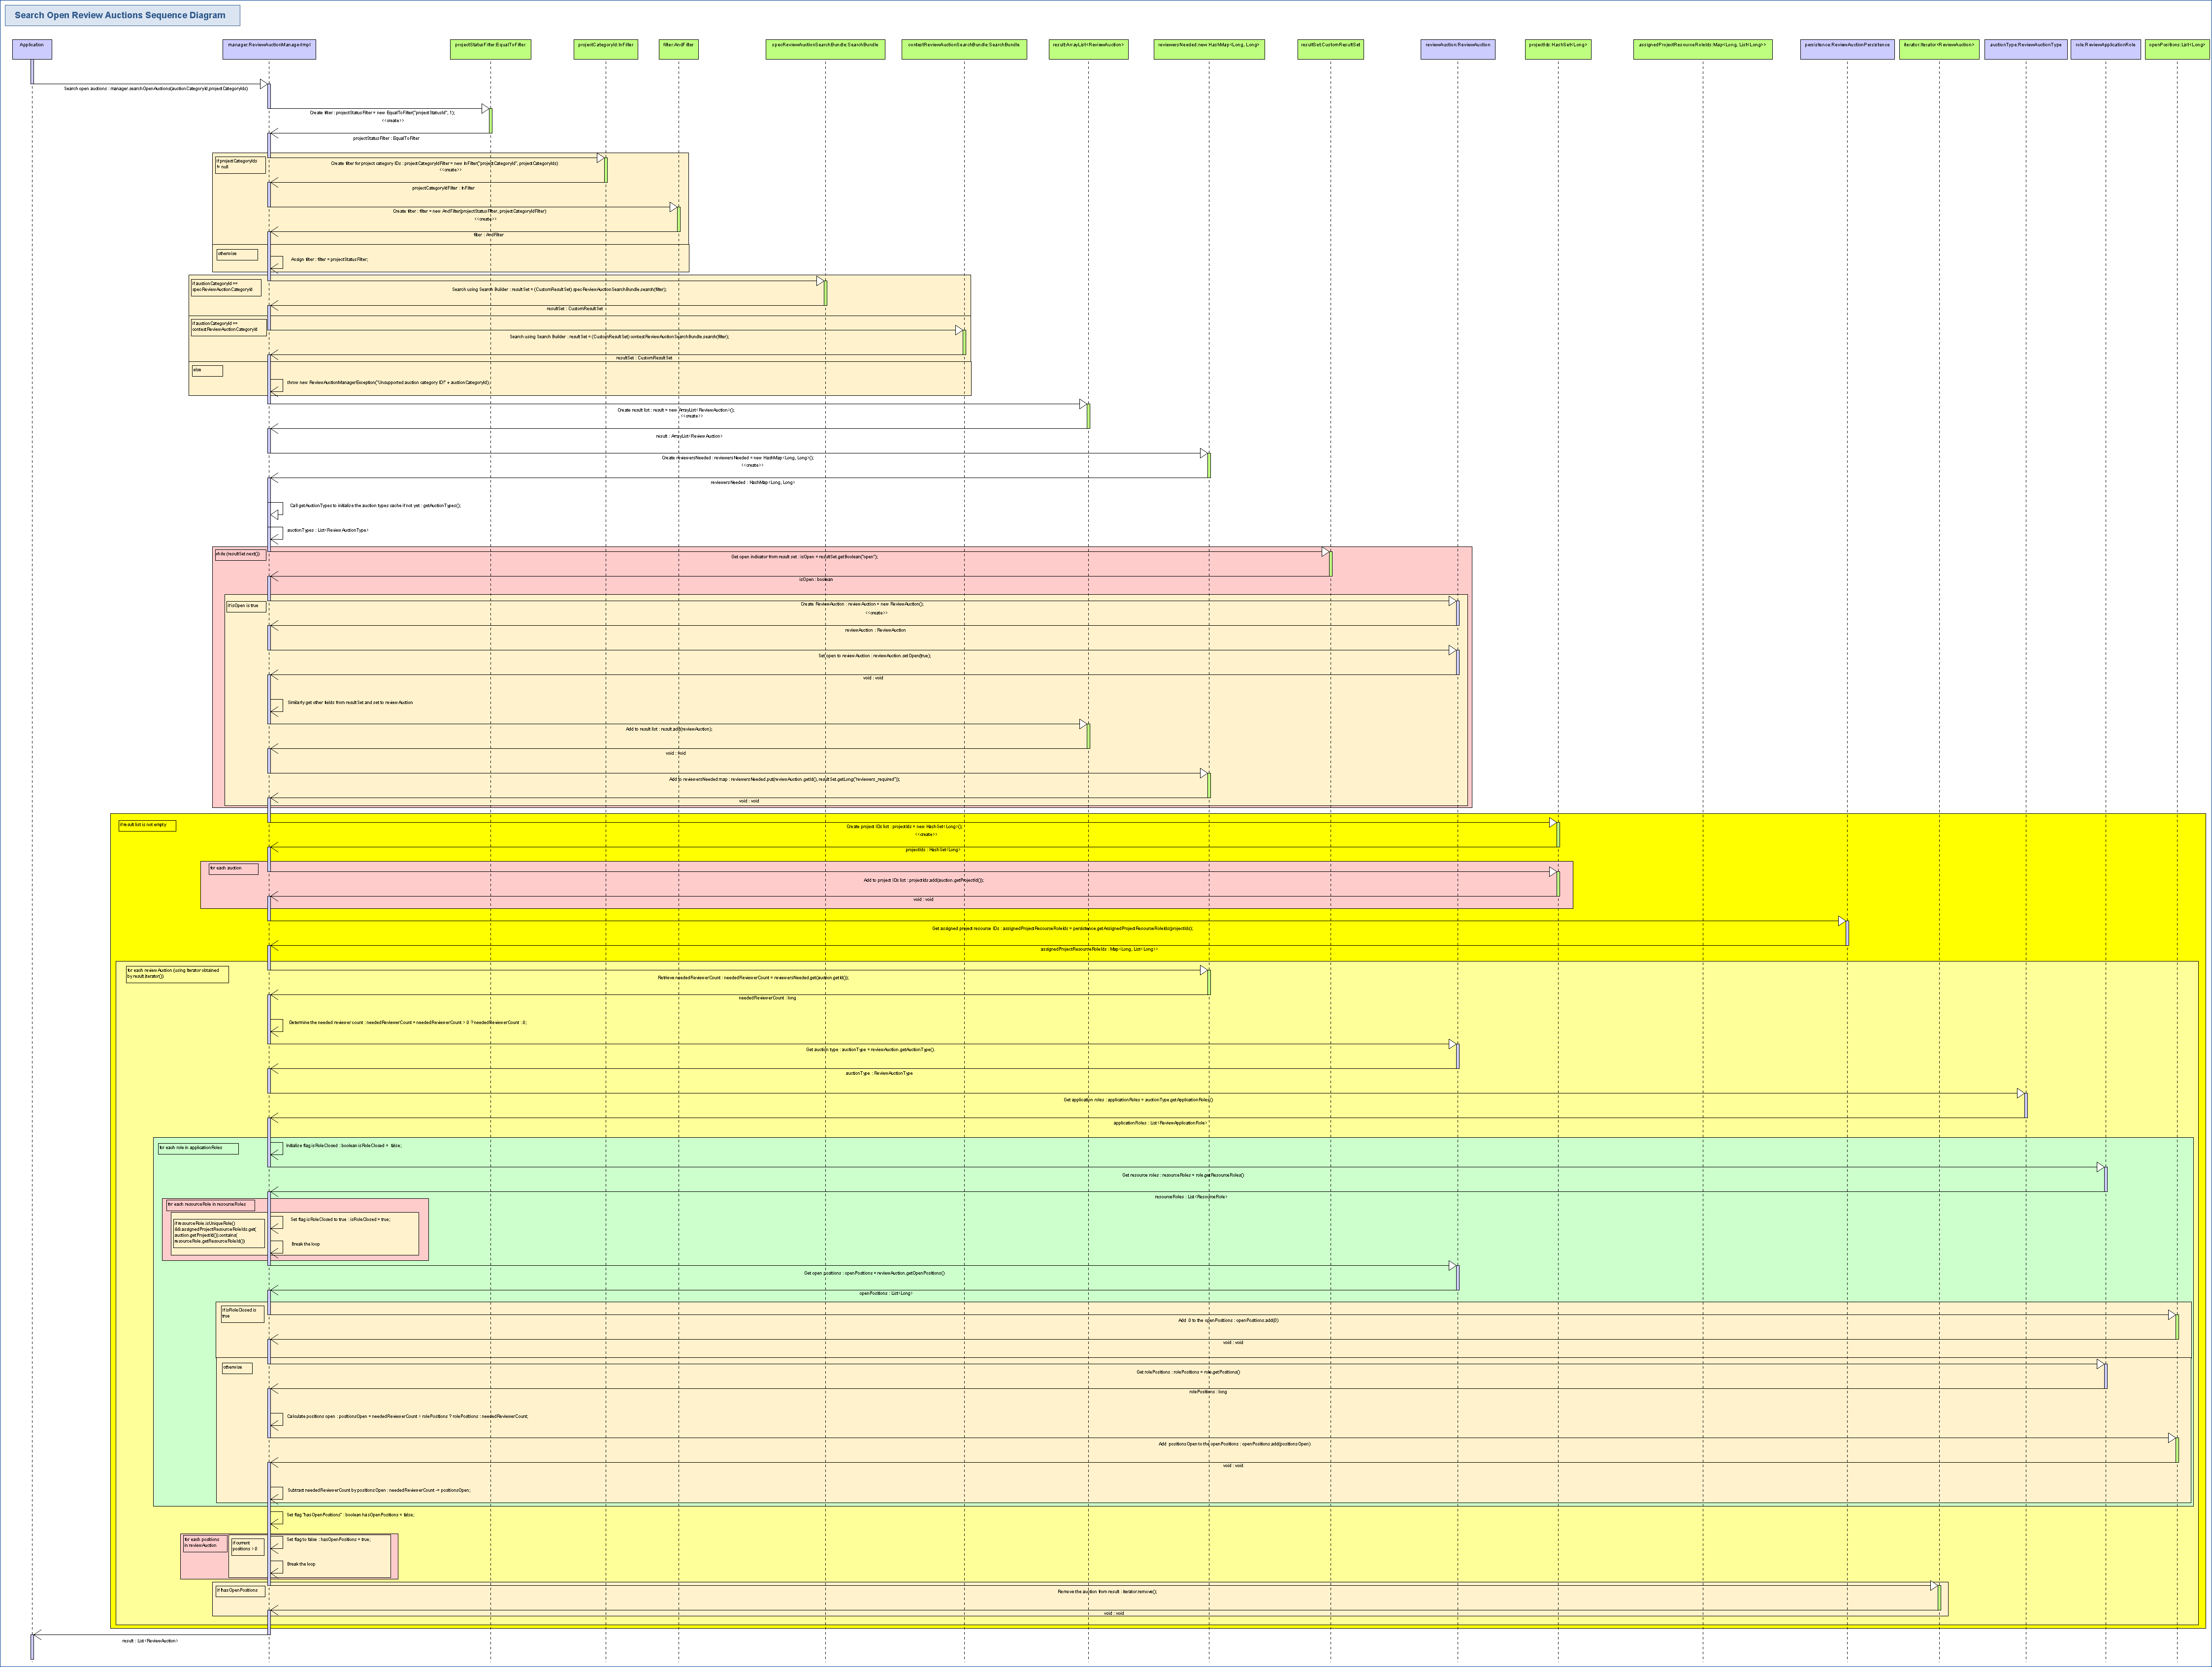 Search Open Review Auctions Sequence Diagram
Application
manager:ReviewAuctionManagerImpl
projectStatusFilter:EqualToFilter
projectCategoryId:InFilter
filter:AndFilter
specReviewAuctionSearchBundle:SearchBundle
contestReviewAuctionSearchBundle:SearchBundle
result:ArrayList<ReviewAuction>
reviewersNeeded:new HashMap<Long, Long>
resultSet:CustomResultSet
reviewAuction:ReviewAuction
projectIds:HashSet<Long>
assignedProjectResourceRoleIds:Map<Long, List<Long>>
persistence:ReviewAuctionPersistence
iterator:Iterator<ReviewAuction>
auctionType:ReviewAuctionType
role:ReviewApplicationRole
openPositions:List<Long>
Search open auctions : manager.searchOpenAuctions(auctionCategoryId,projectCategoryIds)
Create filter : projectStatusFilter = new EqualToFilter("projectStatusId", 1);
<<create>>
projectStatusFilter : EqualToFilter
if projectCategoryIds
!= null
Create filter for project category IDs : projectCategoryIdFilter = new InFilter("projectCategoryId", projectCategoryIds)
<<create>>
projectCategoryIdFilter : InFilter
Create filter : filter = new AndFilter(projectStatusFilter, projectCategoryIdFilter)
<<create>>
filter : AndFilter
otherwise
Assign filter : filter = projectStatusFilter;
if auctionCategoryId ==
specReviewAuctionCategoryId
Search using Search Builder : resultSet = (CustomResultSet) specReviewAuctionSearchBundle.search(filter);
resultSet : CustomResultSet
if auctionCategoryId ==
contestReviewAuctionCategoryId
Search using Search Builder : resultSet = (CustomResultSet) contestReviewAuctionSearchBundle.search(filter);
resultSet : CustomResultSet
else
throw new ReviewAuctionManagerException("Unsupported auction category ID!" + auctionCategoryId);
Create result list : result = new ArrayList<ReviewAuction>();
<<create>>
result : ArrayList<ReviewAuction>
Create reviewersNeeded : reviewersNeeded = new HashMap<Long, Long>();
<<create>>
reviewersNeeded : HashMap<Long, Long>
Call getAuctionTypes to initialize the auction types cache if not yet : getAuctionTypes();
auctionTypes : List<ReviewAuctionType>
while (resultSet.next())
Get open indicator from result set : isOpen = resultSet.getBoolean("open");
isOpen : boolean
if isOpen is true
Create ReviewAuction : reviewAuction = new ReviewAuction();
<<create>>
reviewAuction : ReviewAuction
Set open to reviewAuction : reviewAuction.setOpen(true);
void : void
Similarly get other fields from resultSet and set to reviewAuction
Add to result list : result.add(reviewAuction);
void : void
Add to reviewersNeeded map : reviewersNeeded.put(reviewAuction.getId(), resultSet.getLong("reviewers_required"));
void : void
if result list is not empty
Create project IDs list : projectIds = new HashSet<Long>();
<<create>>
projectIds : HashSet<Long>
for each auction
Add to project IDs list : projectIds.add(auction.getProjectId());
void : void
Get assigned project resource IDs : assignedProjectResourceRoleIds = persistence.getAssignedProjectResourceRoleIds(projectIds);
assignedProjectResourceRoleIds : Map<Long, List<Long>>
for each reviewAuction (using Iterator obtained
by result.iterator())
Retrieve neededReviewerCount : neededReviewerCount = reviewersNeeded.get(auction.getId());
neededReviewerCount : long
Determine the needed reviewer count : neededReviewerCount = neededReviewerCount > 0 ? neededReviewerCount : 0;
Get auction type : auctionType = reviewAuction.getAuctionType().
auctionType : ReviewAuctionType
Get application roles : applicationRoles = auctionType.getApplicationRoles()
applicationRoles : List<ReviewApplicationRole>
for each role in applicationRoles
Initialize flag isRoleClosed : boolean isRoleClosed = false;
Get resource roles : resourceRoles = role.getResourceRoles()
resourceRoles : List<ResourceRole>
for each resourceRole in resourceRoles
if resourceRole.isUniqueRole()
&& assignedProjectResourceRoleIds.get(
auction.getProjectId()).contains(
resourceRole.getResourceRoleId())
Set flag isRoleClosed to true : isRoleClosed = true;
Break the loop
Get open positions : openPositions = reviewAuction.getOpenPositions()
openPositions : List<Long>
if isRoleClosed is
true
Add 0 to the openPositions : openPositions.add(0)
void : void
otherwise
Get rolePositions : rolePositions = role.getPositions()
rolePositions : long
Calculate positions open : positionsOpen = neededReviewerCount > rolePositions ? rolePositions : neededReviewerCount;
Add positionsOpen to the openPositions : openPositions.add(positionsOpen)
void : void
Subtract neededReviewerCount by positionsOpen : neededReviewerCount -= positionsOpen;
Set flag "hasOpenPositions" : boolean hasOpenPositions = false;
for each positions
in reviewAuction
if current
positions > 0
Set flag to false : hasOpenPositions = true;
Break the loop
if hasOpenPositions
Remove the auction from result : iterator.remove();
void : void
result : List<ReviewAuction>